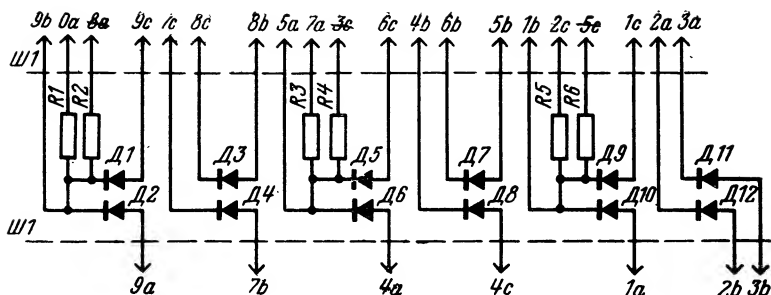 9b 0a 8a 9c 7c 8c 8b 5a 7a 3c 6c 4b 6b 5b 1b 2c 5c 1c 2a 3a
Ш1
R1 R2 R3 R4 R5 R6
Д1 Д3 Д5 Д7 Д9 Д11
Д2 Д4 Д6 Д8 Д10 Д12
Ш1
9a 7b 4a 4c 1a 2b 3b